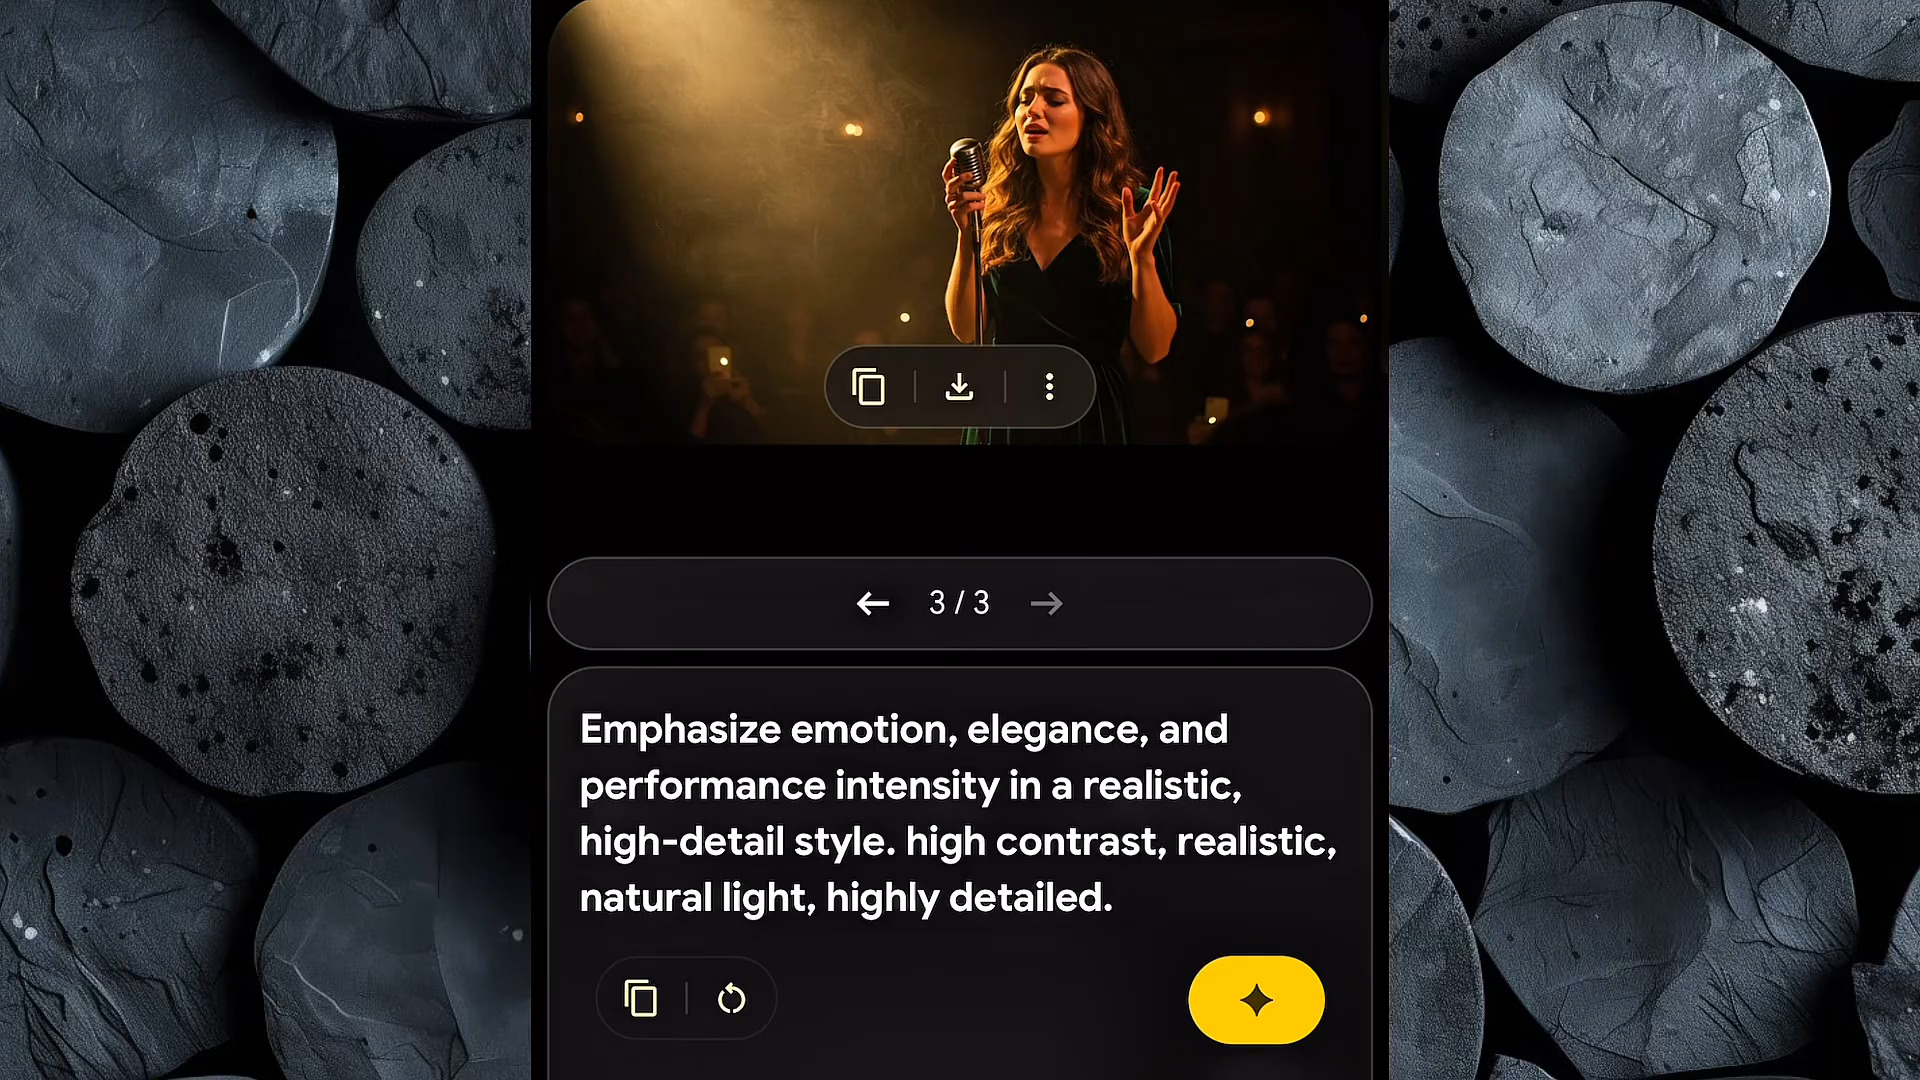 3 / 3
Emphasize emotion, elegance, and
performance intensity in a realistic,
high-detail style. high contrast, realistic,
natural light, highly detailed.